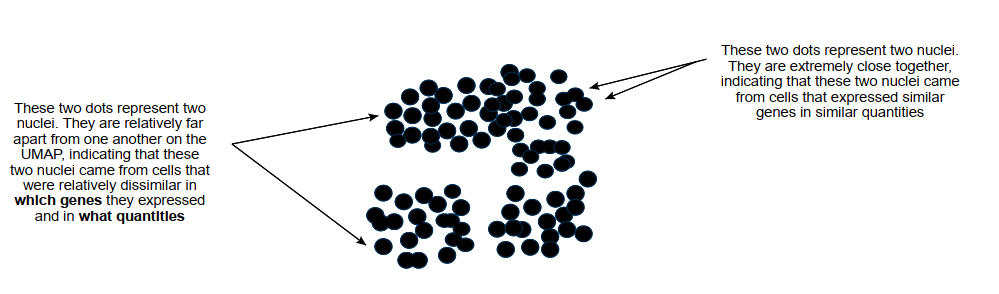 These two dots represent two
nuclei. They are relatively far
apart from one another on the
UMAP, indicating that these
two nuclei came from cells that
were relatively dissimilar in
which genes they expressed
and in what quantities
These two dots represent two nuclei.
They are extremely close together,
indicating that these two nuclei came
from cells that expressed similar
genes in similar quantities